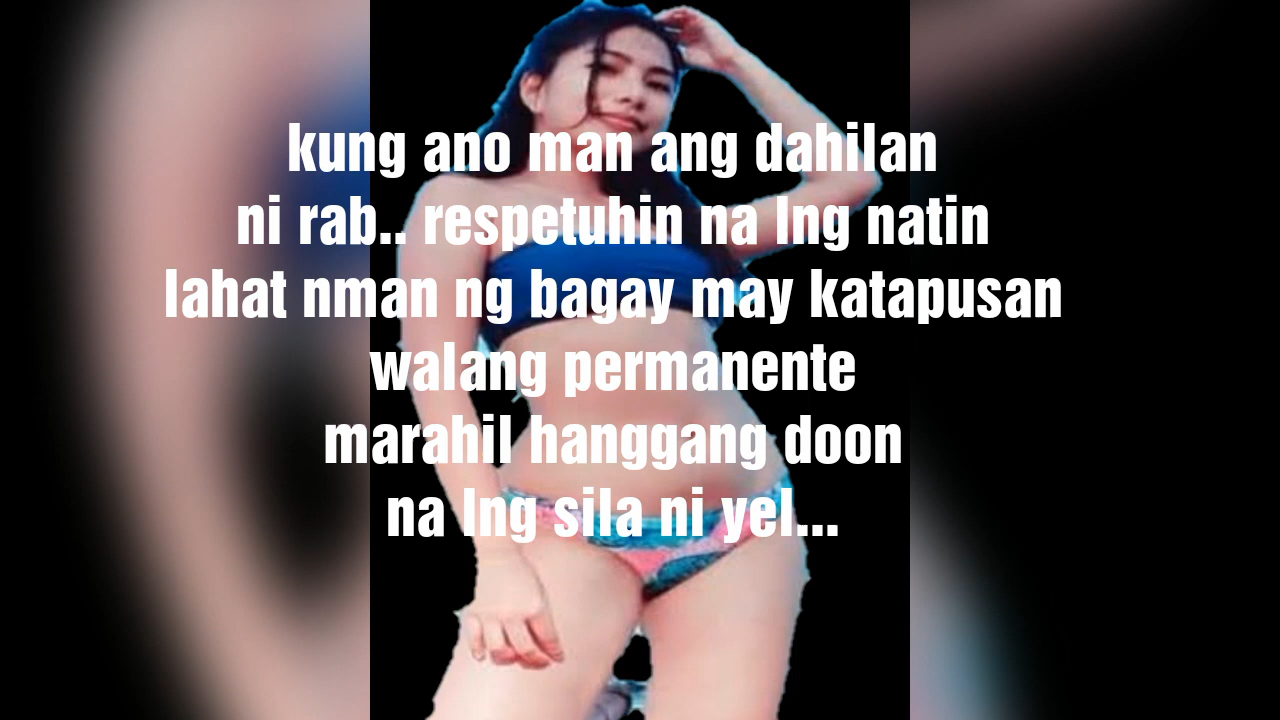 kung ano man ang dahilan
ni rab.. respetuhin na lng natin
lahat nman ng bagay may katapusan
walang permanente
marahil hanggang doon
na lng sila ni yel...